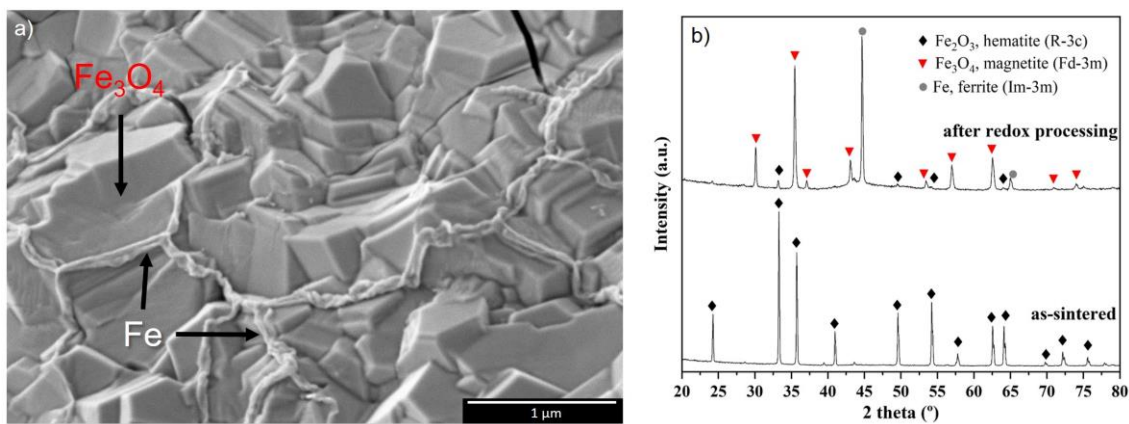 a)
Fe₃O₄
Fe
1 µm
b)
Fe₂O₃, hematite (R-3c)
Fe₃O₄, magnetite (Fd-3m)
Fe, ferrite (Im-3m)
after redox processing
as-sintered
Intensity (a.u.)
20 25 30 35 40 45 50 55 60 65 70 75 80
2 theta (º)